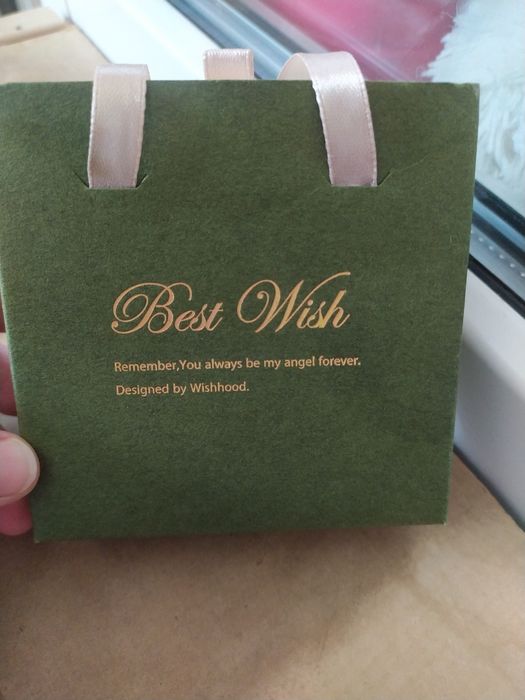 Best Wish
Remember,You always be my angel forever.
Designed by Wishhood.